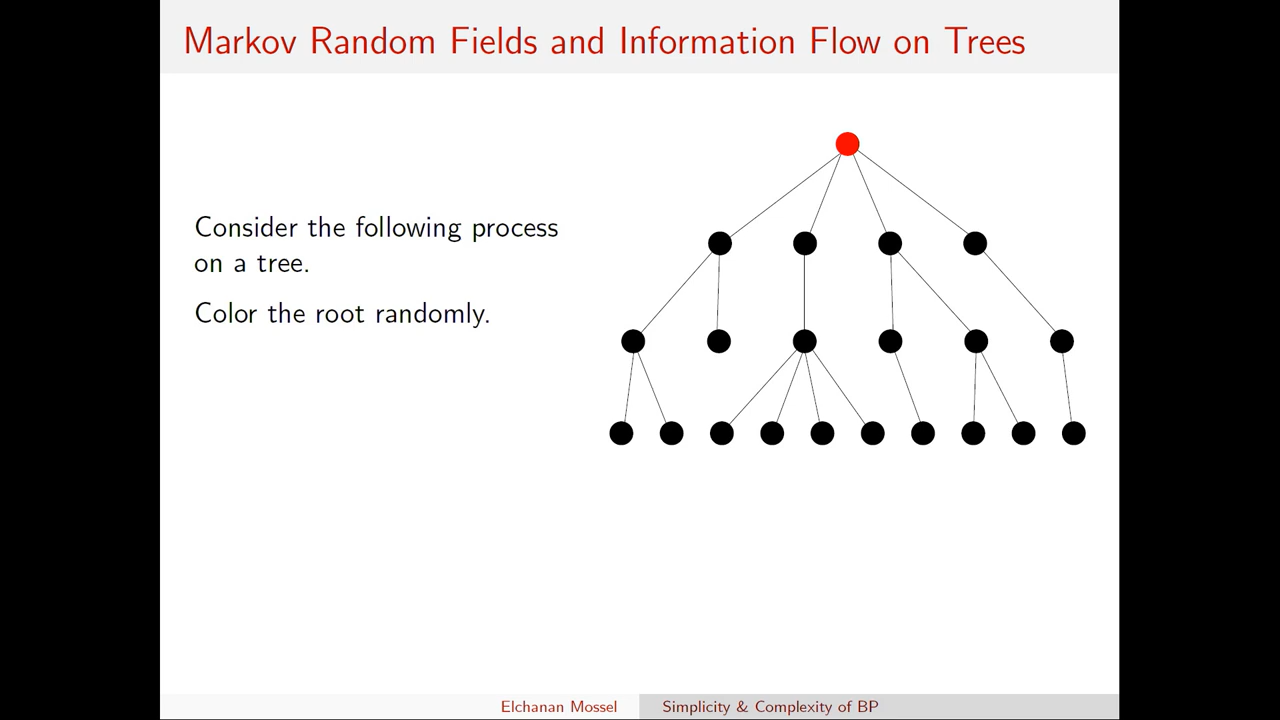 Markov Random Fields and Information Flow on Trees
Consider the following process
on a tree.
Color the root randomly.
Elchanan Mossel
Simplicity & Complexity of BP